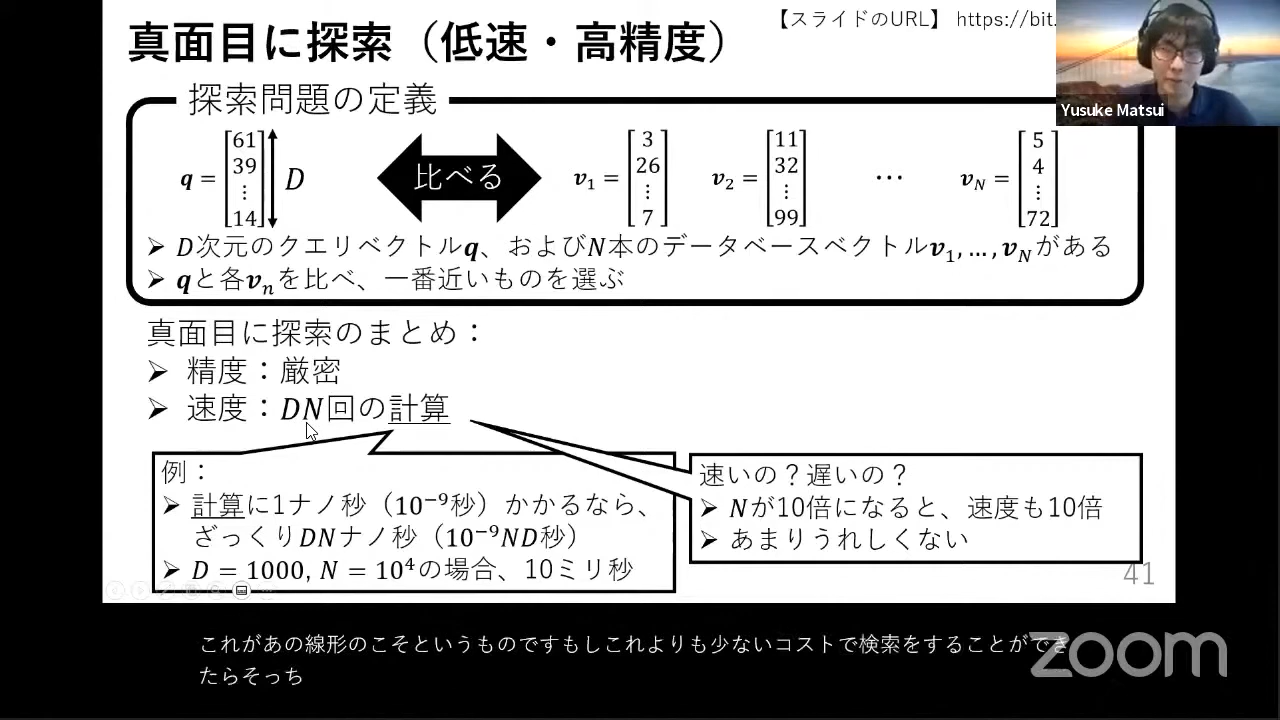 真面目に探索（低速・高精度）
【スライドのURL】 https://bit.
Yusuke Matsui
探索問題の定義
q = [61 39 ⋮ 14] D
比べる
v₁ = [3 26 ⋮ 7] v₂ = [11 32 ⋮ 99] ⋯ v_N = [5 4 ⋮ 72]
➢ D次元のクエリベクトルq、およびN本のデータベースベクトルv₁, …, v_Nがある
➢ qと各v_nを比べ、一番近いものを選ぶ
真面目に探索のまとめ：
➢ 精度：厳密
➢ 速度：DN回の計算
例：
➢ 計算に1ナノ秒（10⁻⁹秒）かかるなら、
ざっくりDNナノ秒（10⁻⁹ND秒）
➢ D = 1000, N = 10⁴の場合、10ミリ秒
速いの？遅いの？
➢ Nが10倍になると、速度も10倍
➢ あまりうれしくない
41
これがあの線形のこそというものですもしこれよりも少ないコストで検索をすることができ
たらそっち
zoom